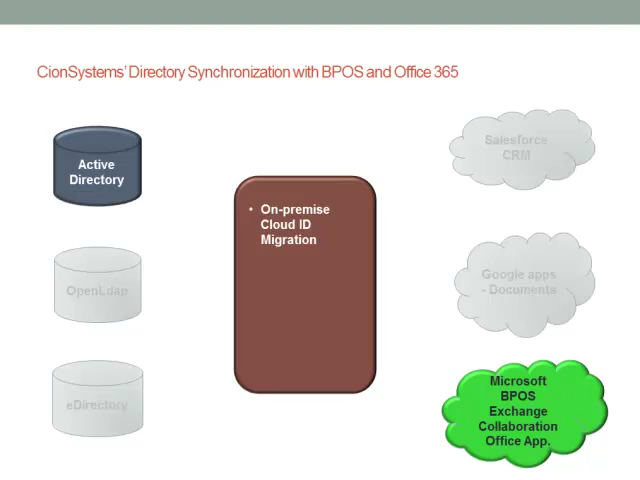 CionSystems' Directory Synchronization with BPOS and Office 365
Active
Directory
OpenLdap
eDirectory
• On-premise
Cloud ID
Migration
Salesforce
CRM
Google apps
- Documents
Microsoft
BPOS
Exchange
Collaboration
Office App.